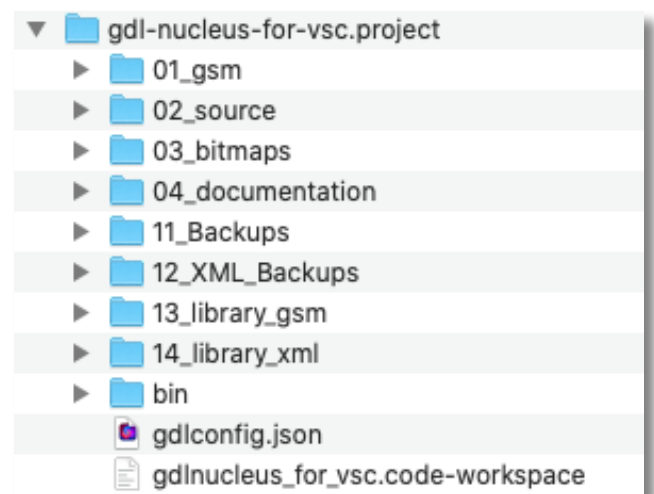 gdl-nucleus-for-vsc.project
01_gsm
02_source
03_bitmaps
04_documentation
11_Backups
12_XML_Backups
13_library_gsm
14_library_xml
bin
gdlconfig.json
gdlnucleus_for_vsc.code-workspace